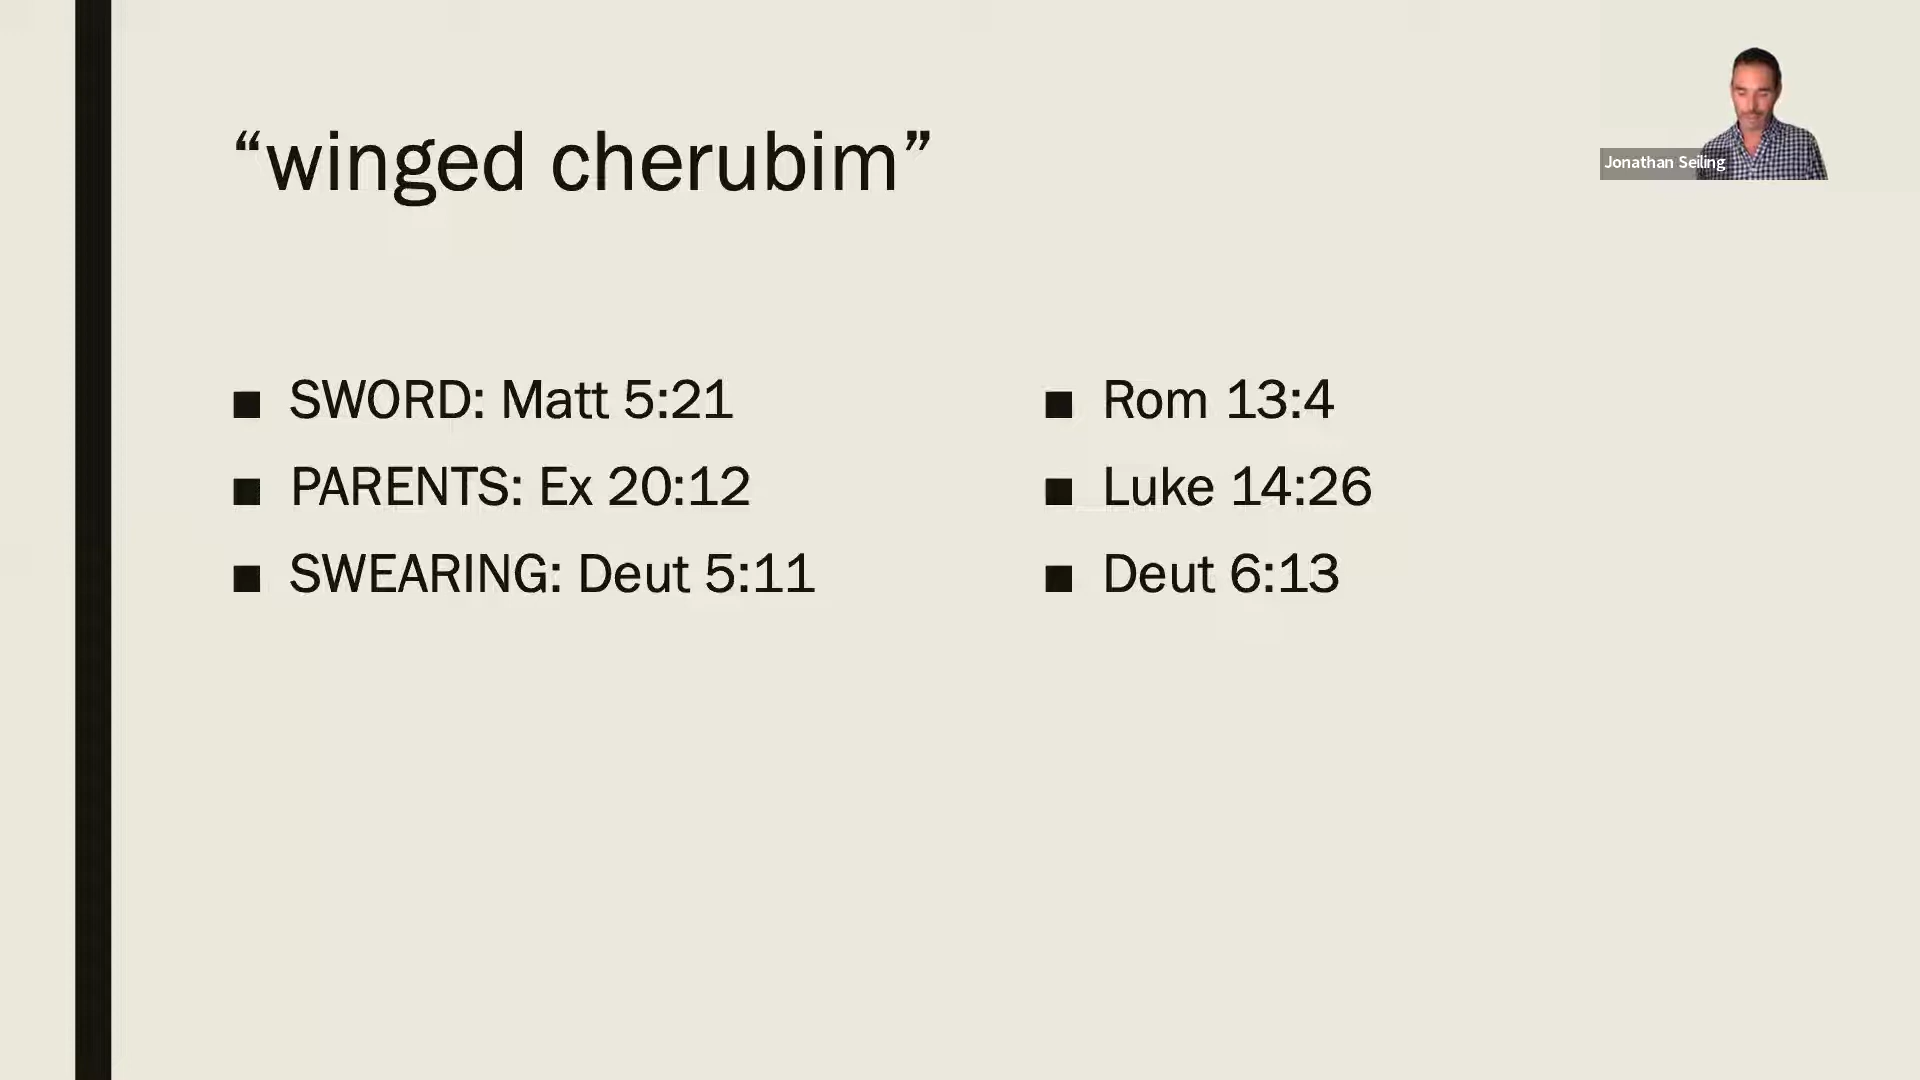 “winged cherubim”
Jonathan Seiling
■ SWORD: Matt 5:21
■ PARENTS: Ex 20:12
■ SWEARING: Deut 5:11
■ Rom 13:4
■ Luke 14:26
■ Deut 6:13